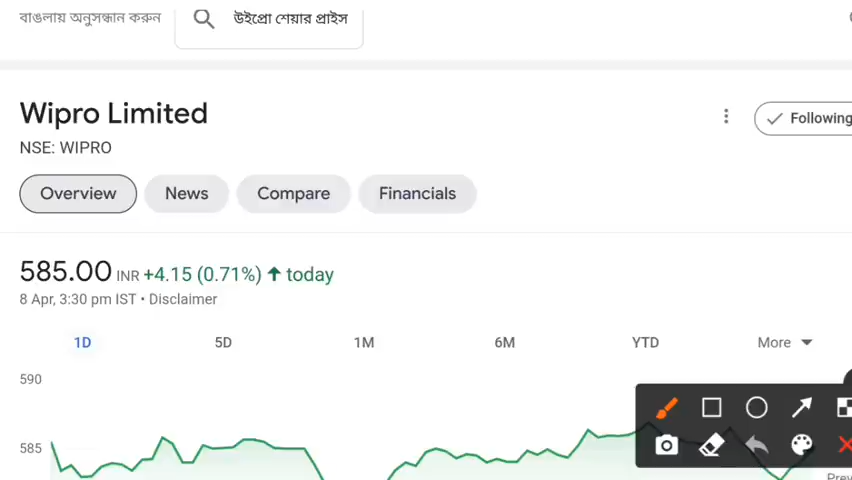 বাঙলায় অনুসন্ধান করুন
উইপ্রো শেয়ার প্রাইস
Wipro Limited
Following
NSE: WIPRO
Overview
News
Compare
Financials
585.00 INR +4.15 (0.71%) ↑ today
8 Apr, 3:30 pm IST • Disclaimer
1D 5D 1M 6M YTD More
590
585